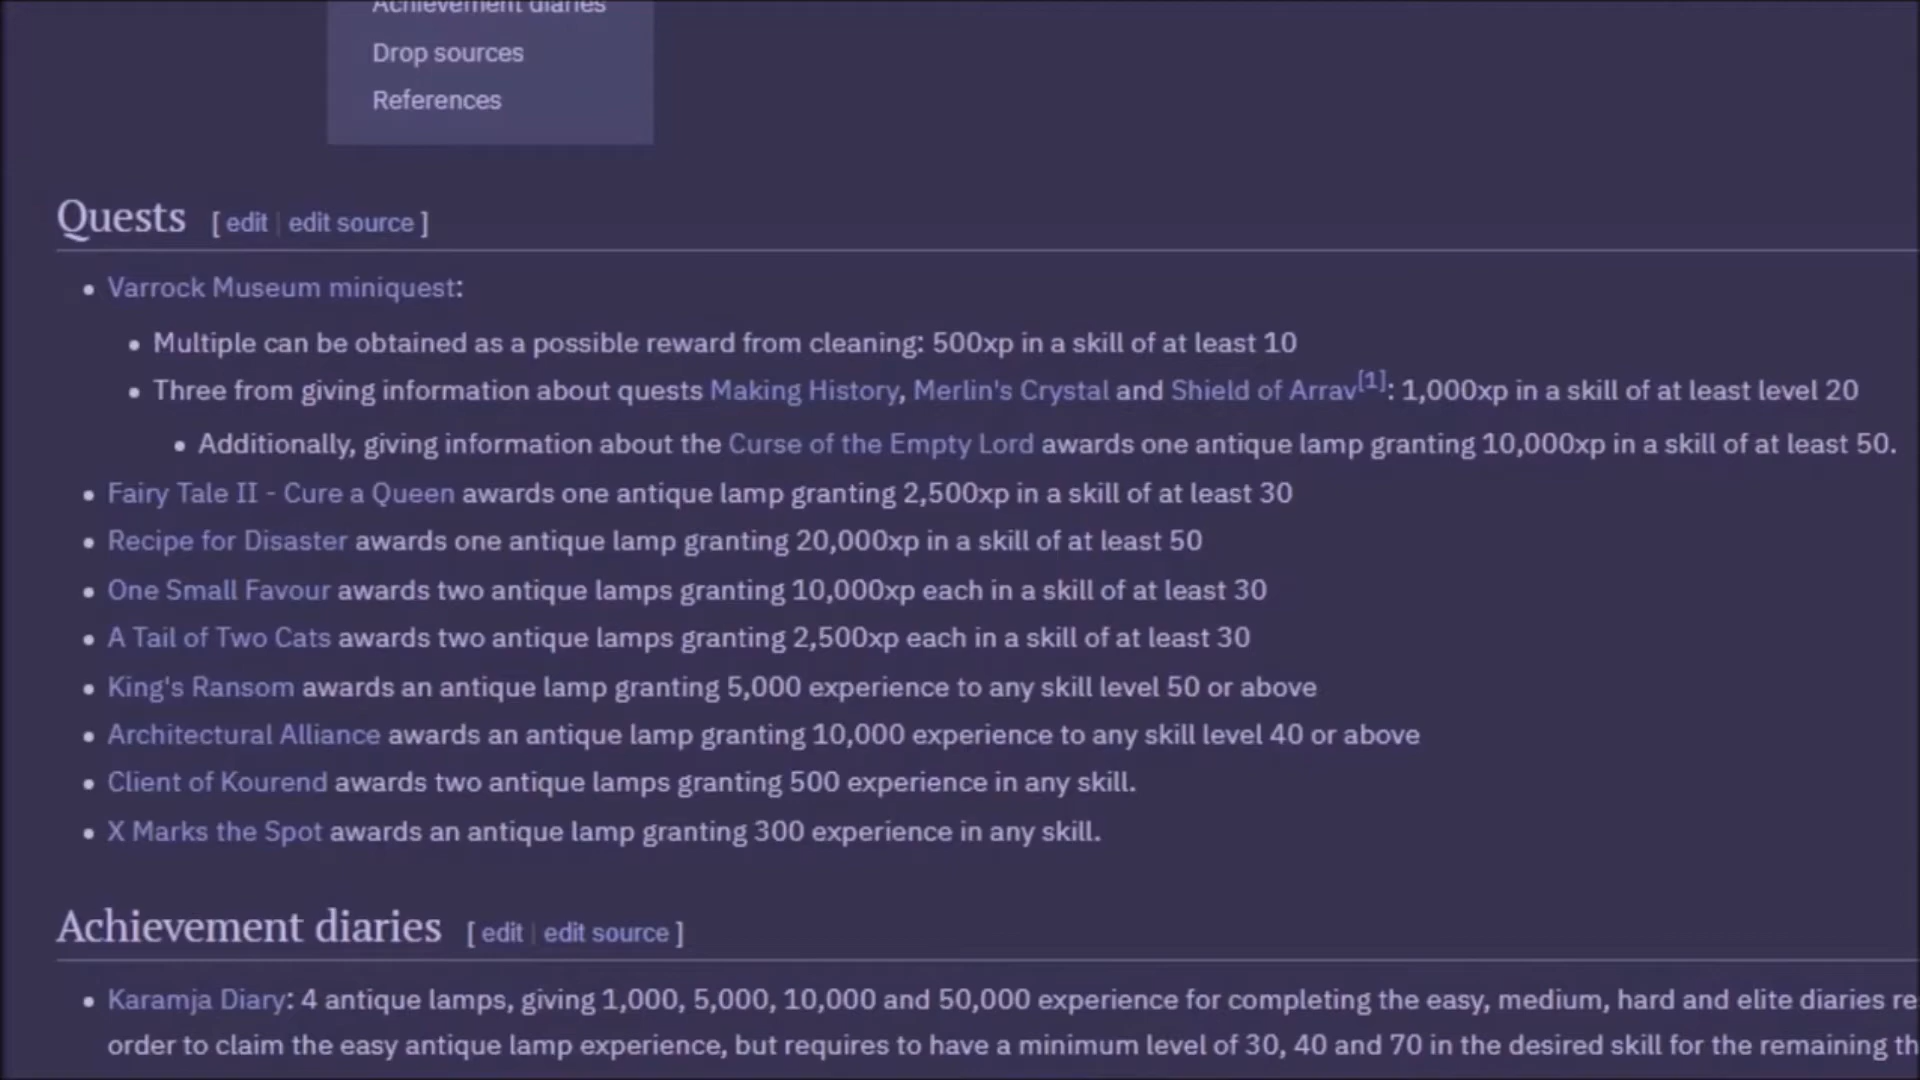 Achievement diaries
Drop sources
References
Quests [ edit | edit source ]
Varrock Museum miniquest:
Multiple can be obtained as a possible reward from cleaning: 500xp in a skill of at least 10
Three from giving information about quests Making History, Merlin's Crystal and Shield of Arrav[1]: 1,000xp in a skill of at least level 20
Additionally, giving information about the Curse of the Empty Lord awards one antique lamp granting 10,000xp in a skill of at least 50.
Fairy Tale II - Cure a Queen awards one antique lamp granting 2,500xp in a skill of at least 30
Recipe for Disaster awards one antique lamp granting 20,000xp in a skill of at least 50
One Small Favour awards two antique lamps granting 10,000xp each in a skill of at least 30
A Tail of Two Cats awards two antique lamps granting 2,500xp each in a skill of at least 30
King's Ransom awards an antique lamp granting 5,000 experience to any skill level 50 or above
Architectural Alliance awards an antique lamp granting 10,000 experience to any skill level 40 or above
Client of Kourend awards two antique lamps granting 500 experience in any skill.
X Marks the Spot awards an antique lamp granting 300 experience in any skill.
Achievement diaries [ edit | edit source ]
Karamja Diary: 4 antique lamps, giving 1,000, 5,000, 10,000 and 50,000 experience for completing the easy, medium, hard and elite diaries re
order to claim the easy antique lamp experience, but requires to have a minimum level of 30, 40 and 70 in the desired skill for the remaining th